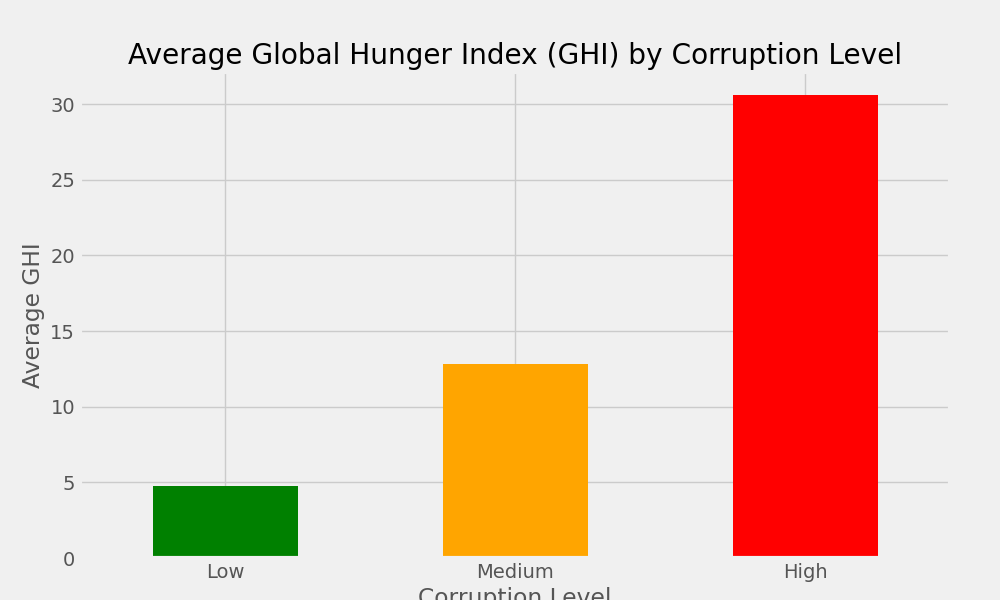 Average Global Hunger Index (GHI) by Corruption Level
Average GHI
30
25
20
15
10
5
0
Low
Medium
High
Corruption Level